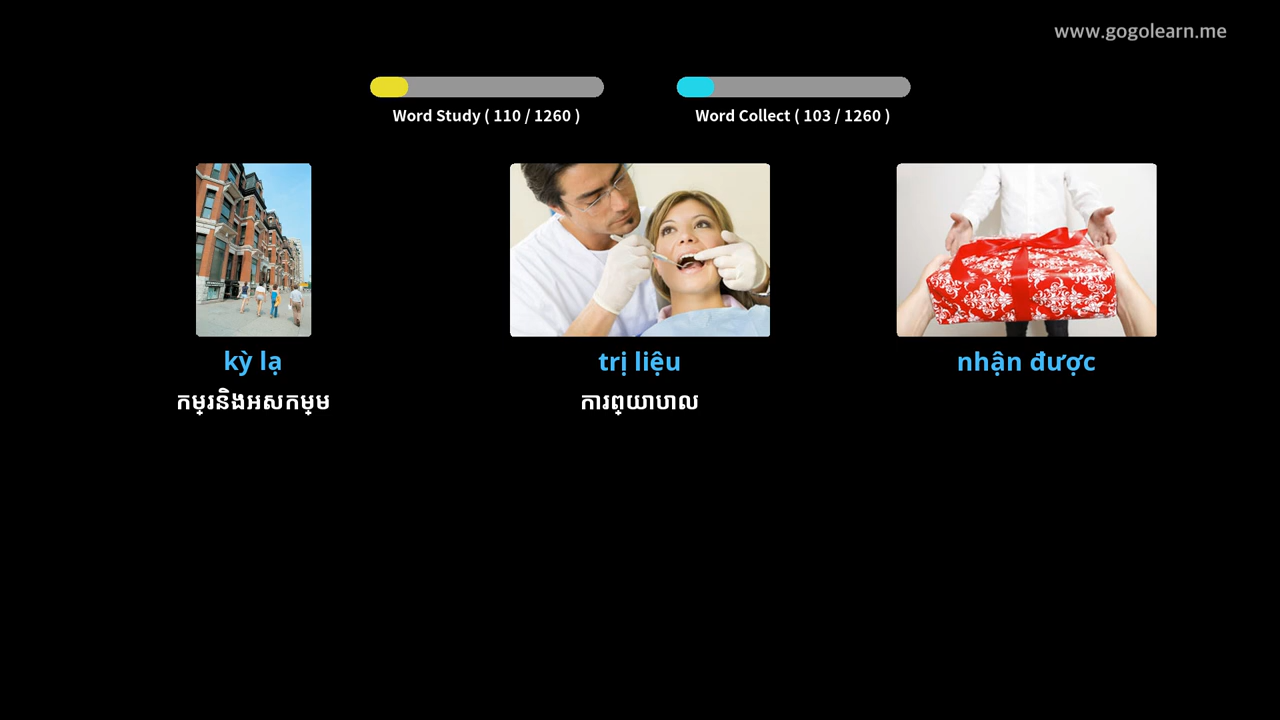 www.gogolearn.me
Word Study ( 110 / 1260 )
Word Collect ( 103 / 1260 )
kỳ lạ
trị liệu
nhận được
កម្រនិងអសកម្ម
ការព្យាបាល